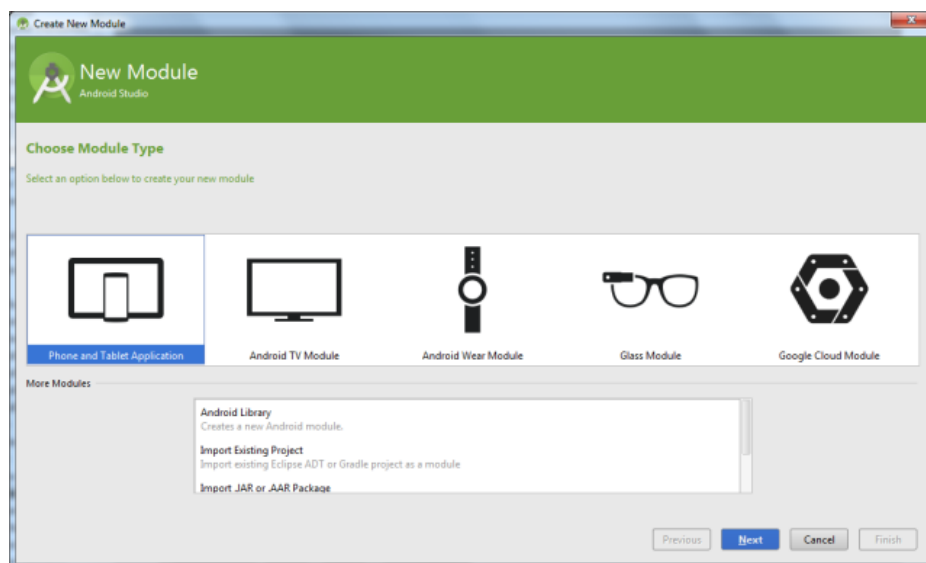 Create New Module
New Module
Android Studio
Choose Module Type
Select an option below to create your new module
Phone and Tablet Application
Android TV Module
Android Wear Module
Glass Module
Google Cloud Module
More Modules
Android Library
Creates a new Android module.
Import Existing Project
Import existing Eclipse ADT or Gradle project as a module
Import .JAR or .AAR Package
Previous
Next
Cancel
Finish